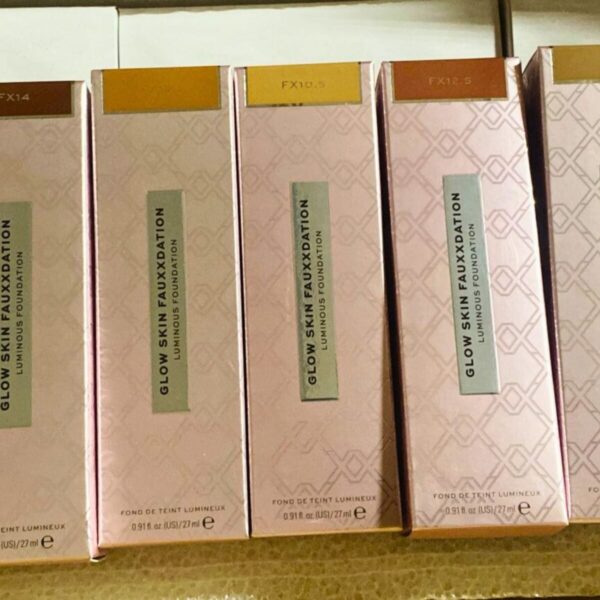 FX14
GLOW SKIN FAUXXDATION
LUMINOUS FOUNDATION
TEINT LUMINEUX
(US)/27 ml e
GLOW SKIN FAUXXDATION
LUMINOUS FOUNDATION
FOND DE TEINT LUMINEUX
0.91 fl. oz. (US)/27 ml e
FX10.5
GLOW SKIN FAUXXDATION
LUMINOUS FOUNDATION
FOND DE TEINT LUMINEUX
0.91 fl. oz. (US)/27 ml e
FX12.5
GLOW SKIN FAUXXDATION
LUMINOUS FOUNDATION
FOND DE TEINT LUMINEUX
0.91 fl. oz. (US)/27 ml e